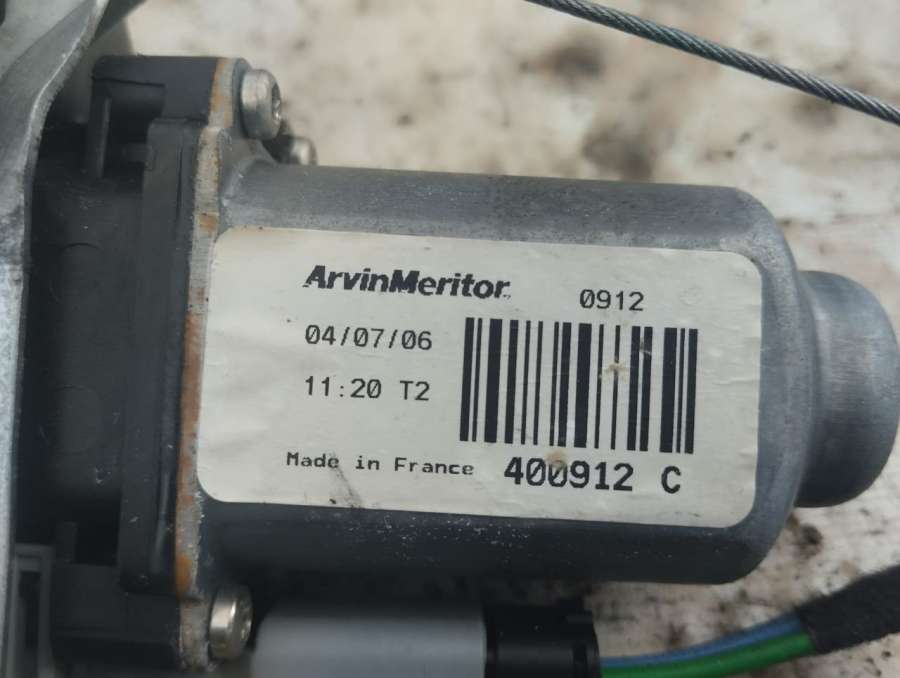 ArvinMeritor 0912
04/07/06
11:20 T2
Made in France 400912 C